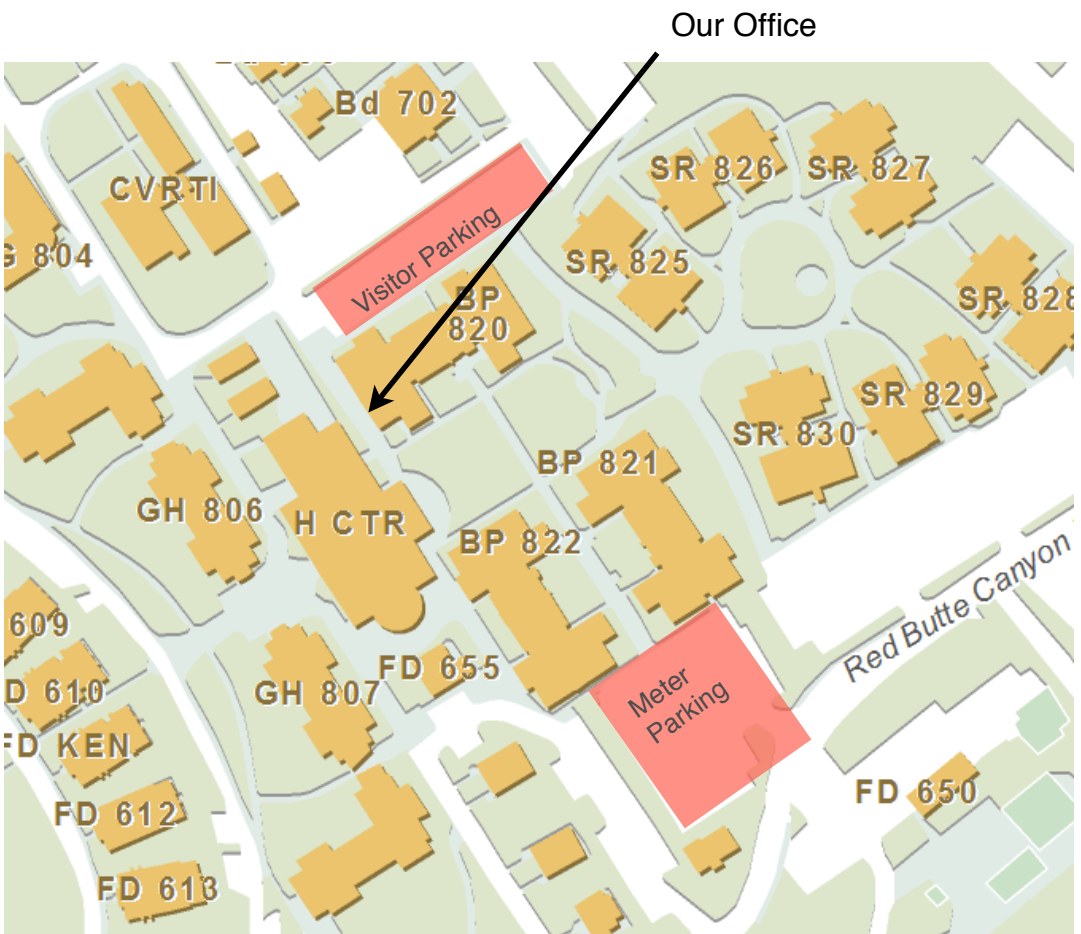 Our Office
Bd 702
CVRTI
SR 826
SR 827
G 804
Visitor Parking
SR 825
BP
820
SR 828
SR 829
SR 830
BP 821
GH 806
H CTR
BP 822
Red Butte Canyon
609
D 610
FD 655
GH 807
Meter
Parking
FD KEN
FD 612
FD 650
FD 613